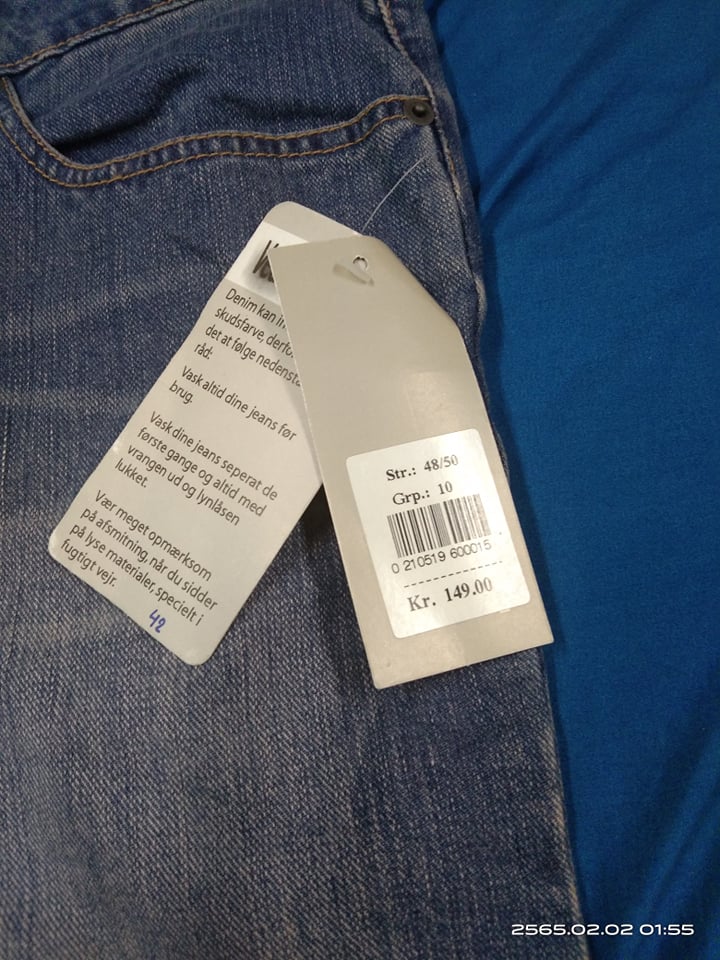 Denim kan
skudsfarve,
det at følge
råd:
Vask altid dine jeans før
brug.
Vask dine jeans seperat de
første gange og altid med
vrangen ud og lynlåsen
lukket.
Vær meget opmærksom
på afsmitning, når du sidder
på lyse materialer, specielt i
fugtigt vejr.
42
Str.: 48/50
Grp.: 10
0 210519 600015
Kr. 149.00
2565.02.02 01:55